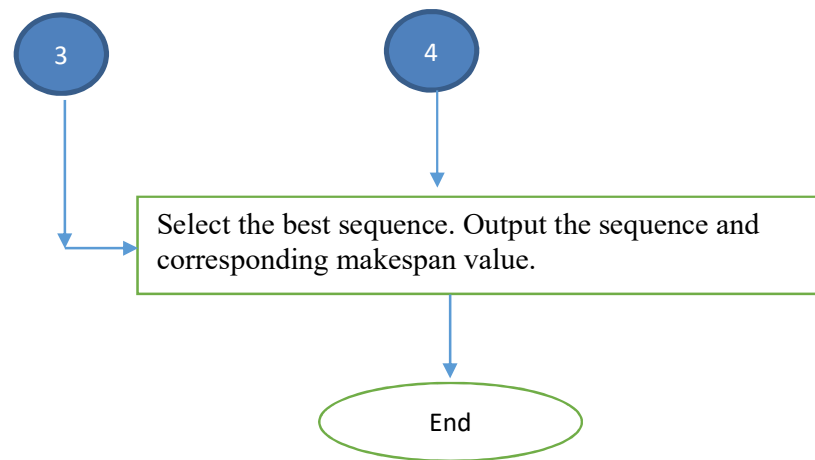 3
4
Select the best sequence. Output the sequence and
corresponding makespan value.
End